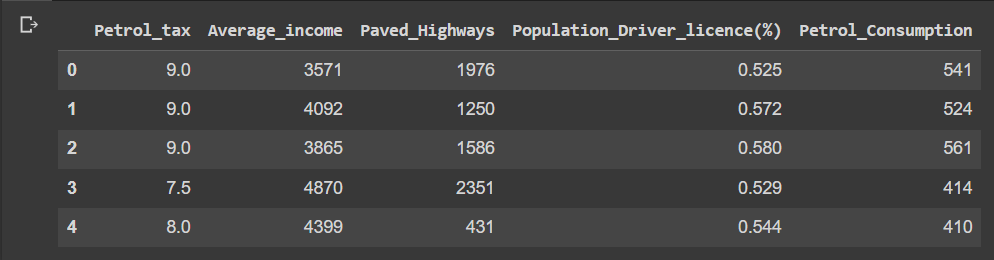 Petrol_tax Average_income Paved_Highways Population_Driver_licence(%) Petrol_Consumption
0 9.0 3571 1976 0.525 541
1 9.0 4092 1250 0.572 524
2 9.0 3865 1586 0.580 561
3 7.5 4870 2351 0.529 414
4 8.0 4399 431 0.544 410